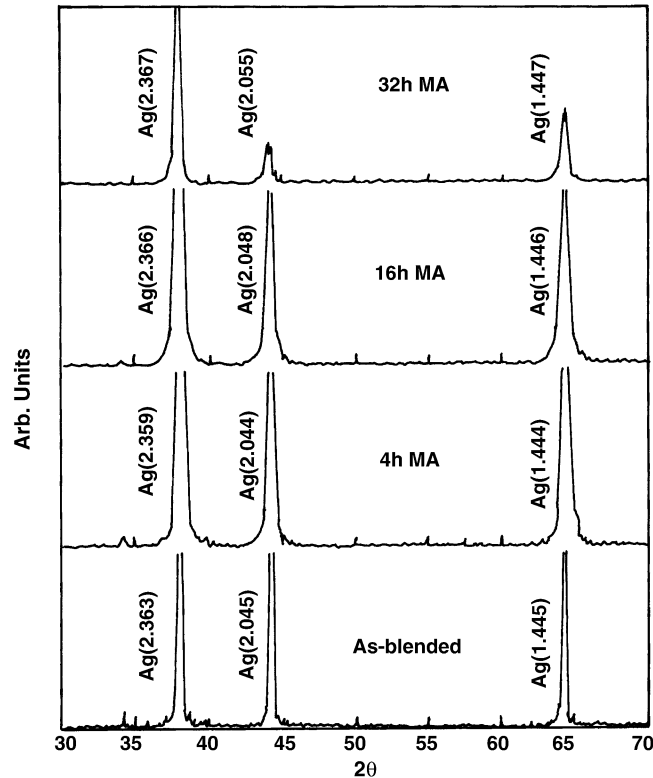 Ag(2.367)
Ag(2.055)
32h MA
Ag(1.447)
Ag(2.366)
Ag(2.048)
16h MA
Ag(1.446)
Arb. Units
Ag(2.359)
Ag(2.044)
4h MA
Ag(1.444)
Ag(2.363)
Ag(2.045)
As-blended
Ag(1.445)
30 35 40 45 50 55 60 65 70
2θ